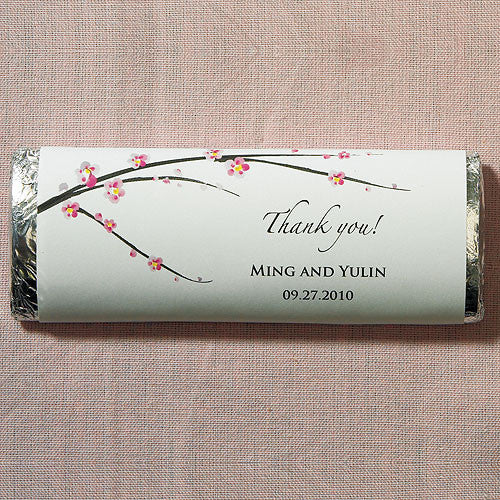 Thank you!
MING AND YULIN
09.27.2010